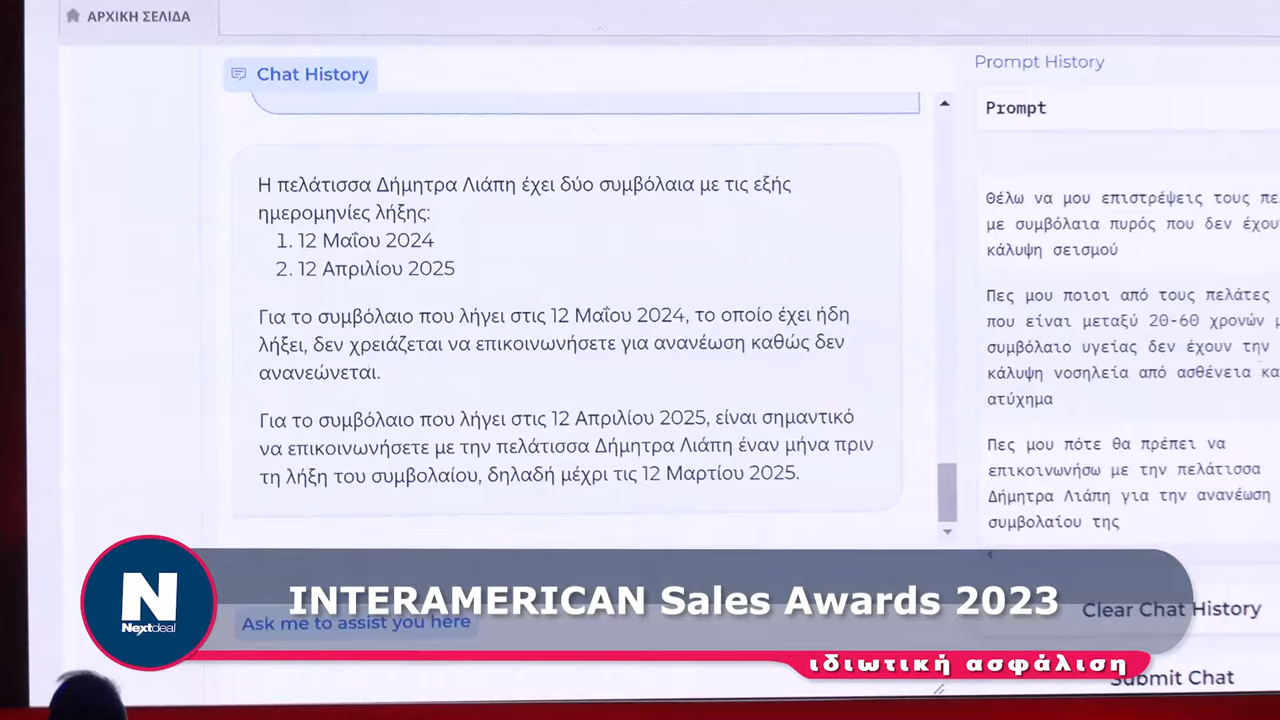 ΑΡΧΙΚΗ ΣΕΛΙΔΑ
Chat History
Η πελάτισσα Δήμητρα Λιάπη έχει δύο συμβόλαια με τις εξής
ημερομηνίες λήξης:
1. 12 Μαΐου 2024
2. 12 Απριλίου 2025
Για το συμβόλαιο που λήγει στις 12 Μαΐου 2024, το οποίο έχει ήδη
λήξει, δεν χρειάζεται να επικοινωνήσετε για ανανέωση καθώς δεν
ανανεώνεται.
Για το συμβόλαιο που λήγει στις 12 Απριλίου 2025, είναι σημαντικό
να επικοινωνήσετε με την πελάτισσα Δήμητρα Λιάπη έναν μήνα πριν
τη λήξη του συμβολαίου, δηλαδή μέχρι τις 12 Μαρτίου 2025.
Prompt History
Prompt
Θέλω να μου επιστρέψεις τους
με συμβόλαια πυρός που δεν
κάλυψη σεισμού
Πες μου ποιοι από τους πελάτες
που είναι μεταξύ 20-60 χρονών
συμβόλαιο υγείας δεν έχουν την
κάλυψη νοσηλεία από ασθένεια
ατύχημα
Πες μου πότε θα πρέπει να
επικοινωνήσω με την πελάτισσα
Δήμητρα Λιάπη για την ανανέωση
συμβολαίου της
Ask me to assist you here
Clear Chat History
Submit Chat
N
Nextdeal
INTERAMERICAN Sales Awards 2023
ιδιωτική ασφάλιση